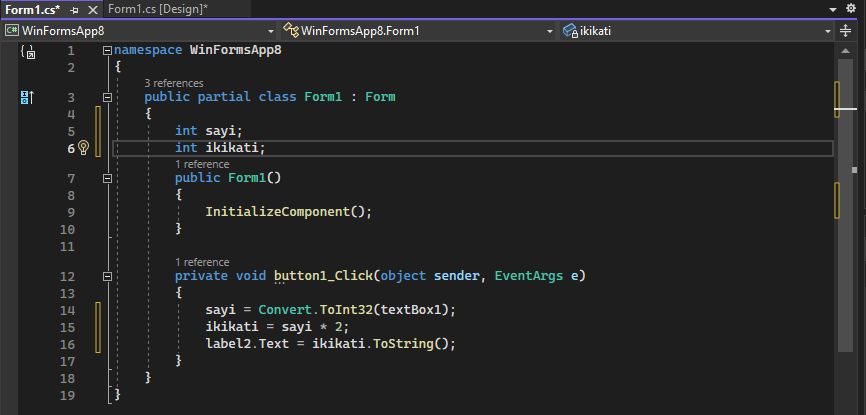 Form1.cs*
Form1.cs [Design]*
C# WinFormsApp8
WinFormsApp8.Form1
ikikati
1 namespace WinFormsApp8
2 {
3 references
3 public partial class Form1 : Form
4 {
5 int sayi;
6 int ikikati;
1 reference
7 public Form1()
8 {
9 InitializeComponent();
10 }
11
1 reference
12 private void button1_Click(object sender, EventArgs e)
13 {
14 sayi = Convert.ToInt32(textBox1);
15 ikikati = sayi * 2;
16 label2.Text = ikikati.ToString();
17 }
18 }
19 }